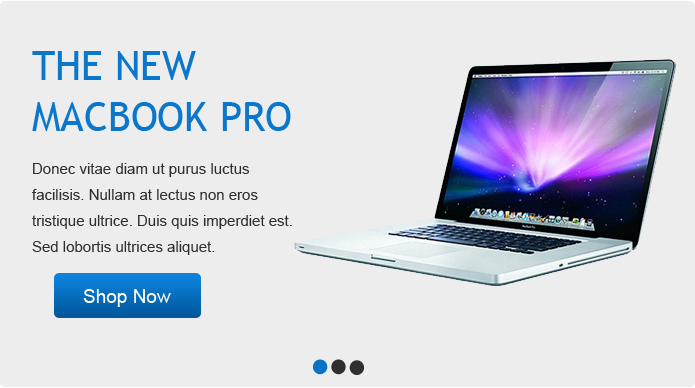 THE NEW
MACBOOK PRO
Donec vitae diam ut purus luctus
facilisis. Nullam at lectus non eros
tristique ultrice. Duis quis imperdiet est.
Sed lobortis ultrices aliquet.
Shop Now